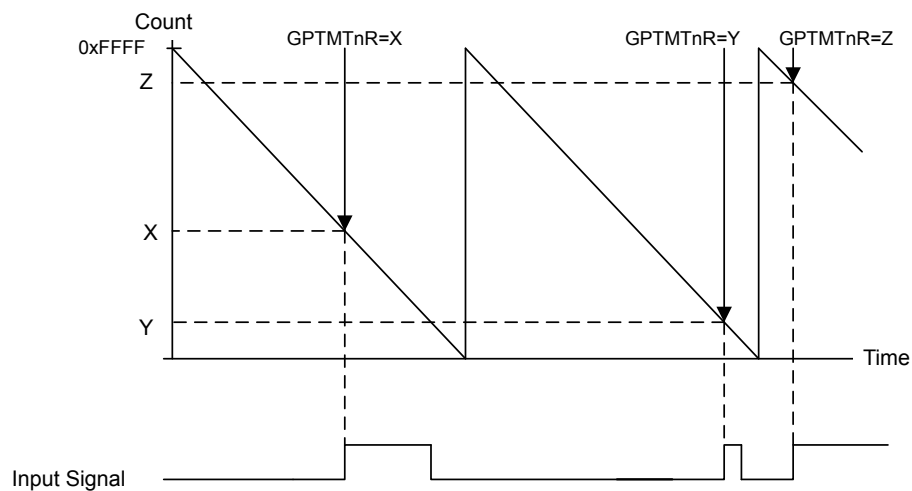 Count
0xFFFF
GPTMTnR=X
GPTMTnR=Y
GPTMTnR=Z
Z
X
Y
Time
Input Signal